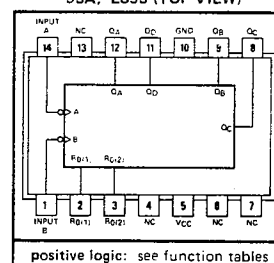 93A, L93B (TOP VIEW)
INPUT
A NC QA QD GND QB QC
14 13 12 11 10 9 8
QA QD QB
A
QC
B
R0(1) R0(2)
1 2 3 4 5 6 7
INPUT R0(1) R0(2) NC VCC NC NC
B
positive logic: see function tables